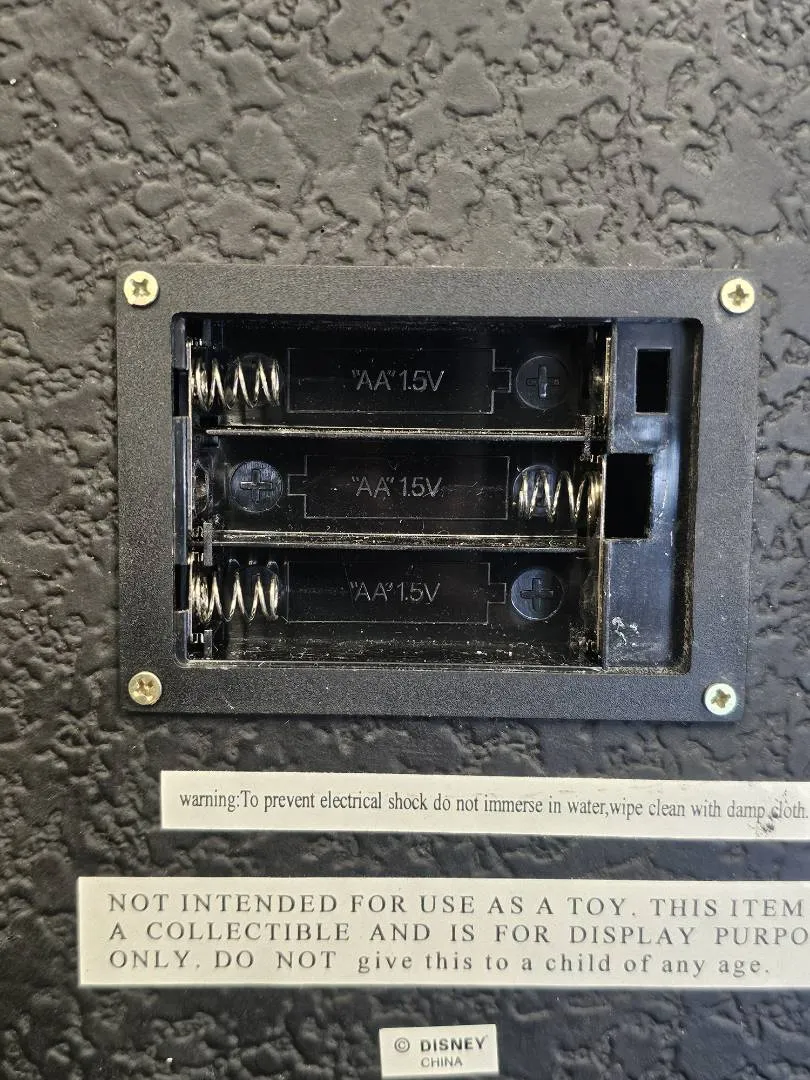 "AA" 1.5V
"AA" 1.5V
"AA" 1.5V
warning:To prevent electrical shock do not immerse in water,wipe clean with damp cloth.
NOT INTENDED FOR USE AS A TOY. THIS ITEM
A COLLECTIBLE AND IS FOR DISPLAY PURPO
ONLY. DO NOT give this to a child of any age.
© DISNEY
CHINA